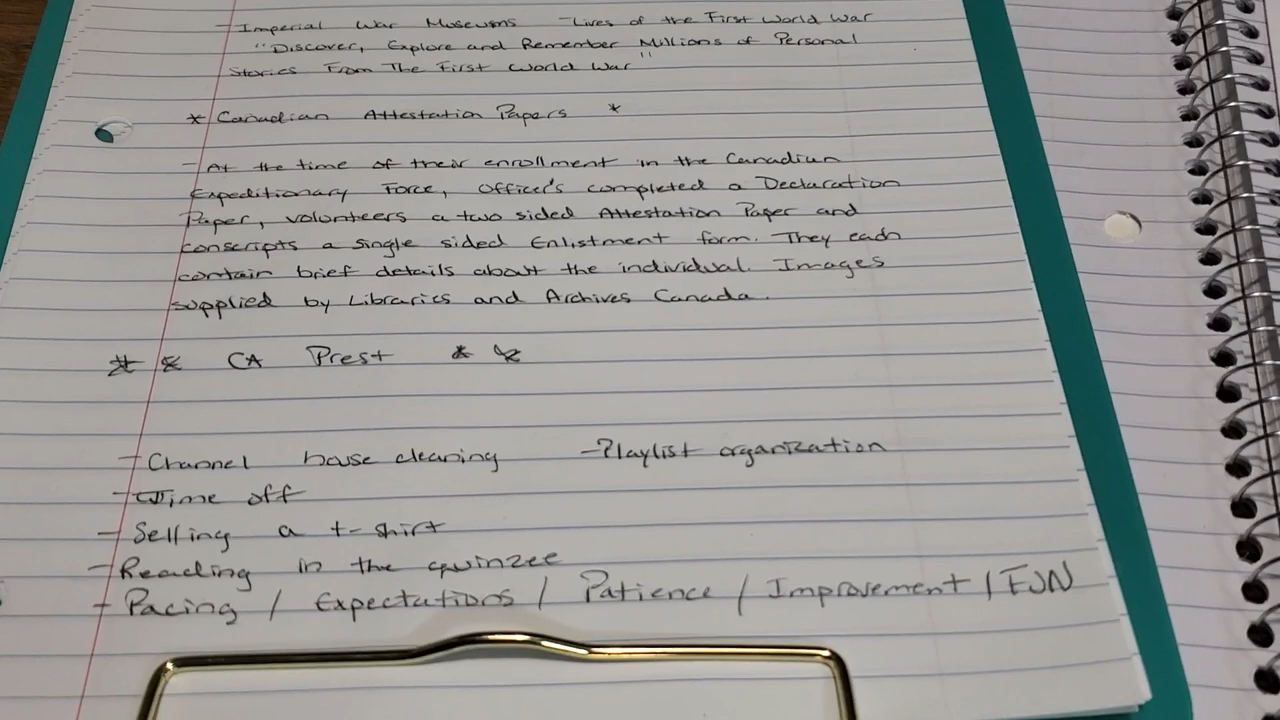 - Imperial War Museums - Lives of the First World War
"Discover, Explore and Remember Millions of Personal
Stories From The First World War"
* Canadian Attestation Papers *
- At the time of their enrollment in the Canadian
Expeditionary Force, Officer's completed a Declaration
Paper, volunteers a two sided Attestation Paper and
conscripts a single sided Enlistment form. They each
contain brief details about the individual. Images
supplied by Libraries and Archives Canada.
* * CA Prest * *
- Channel house cleaning - Playlist organization
- Time off
- Selling a t-shirt
- Reading in the quinzee
- Pacing / Expectations / Patience / Improvement / FUN